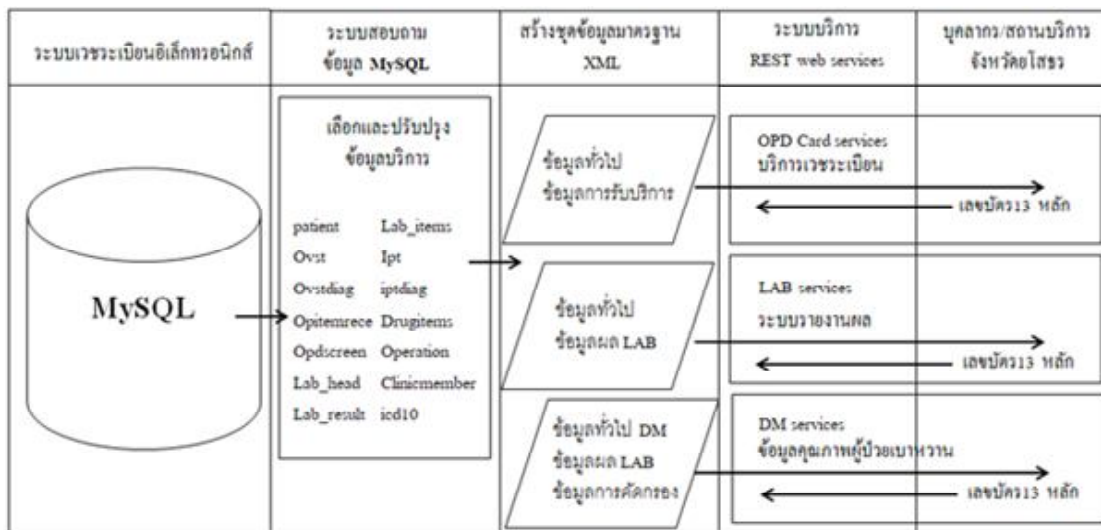 ระบบเวชระเบียนอิเล็กทรอนิกส์
ระบบสอบถาม
ข้อมูล MySQL
สร้างชุดข้อมูลมาตรฐาน
XML
ระบบบริการ
REST web services
บุคลากร/สถานบริการ
จังหวัดยโสธร
MySQL
เลือกและปรับปรุง
ข้อมูลบริการ
patient Lab_items
Ovst Ipt
Ovstdiag iptdiag
Opitemrece Drugitems
Opdscreen Operation
Lab_head Clinicmember
Lab_result icd10
ข้อมูลทั่วไป
ข้อมูลการรับบริการ
OPD Card services
บริการเวชระเบียน
เลขบัตร13 หลัก
ข้อมูลทั่วไป
ข้อมูลผล LAB
LAB services
ระบบรายงานผล
เลขบัตร13 หลัก
ข้อมูลทั่วไป DM
ข้อมูลผล LAB
ข้อมูลการคัดกรอง
DM services
ข้อมูลคุณภาพผู้ป่วยเบาหวาน
เลขบัตร13 หลัก